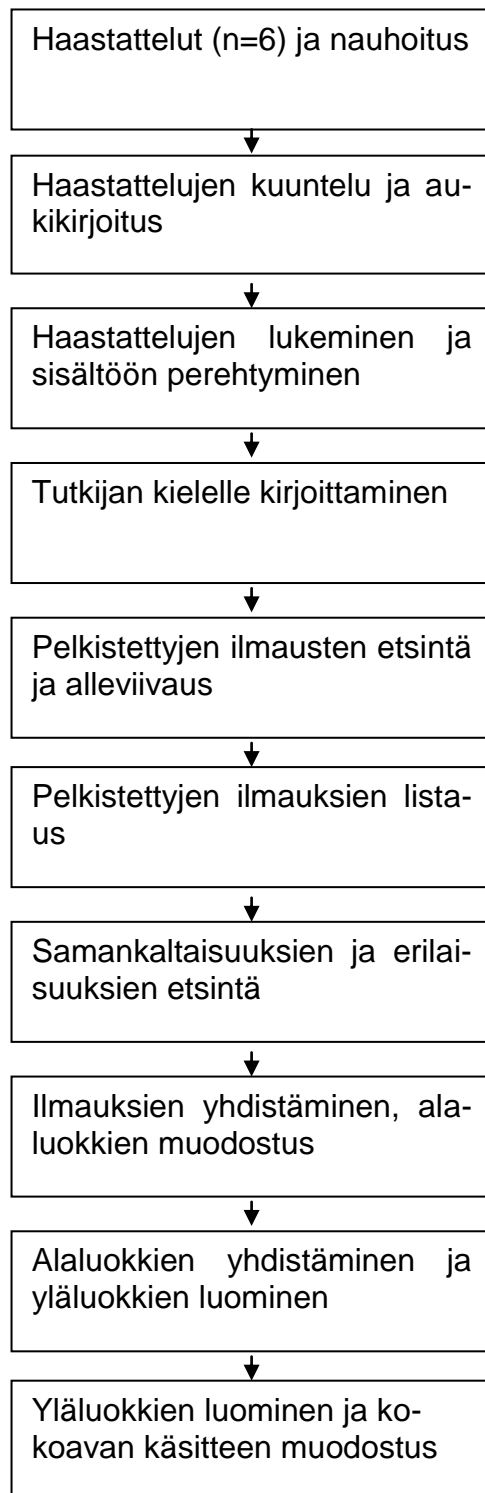 Haastattelut (n=6) ja nauhoitus
Haastattelujen kuuntelu ja au-
kikirjoitus
Haastattelujen lukeminen ja
sisältöön perehtyminen
Tutkijan kielelle kirjoittaminen
Pelkistettyjen ilmausten etsintä
ja alleviivaus
Pelkistettyjen ilmauksien lista-
us
Samankaltaisuuksien ja erilai-
suuksien etsintä
Ilmauksien yhdistäminen, ala-
luokkien muodostus
Alaluokkien yhdistäminen ja
yläluokkien luominen
Yläluokkien luominen ja ko-
koavan käsitteen muodostus